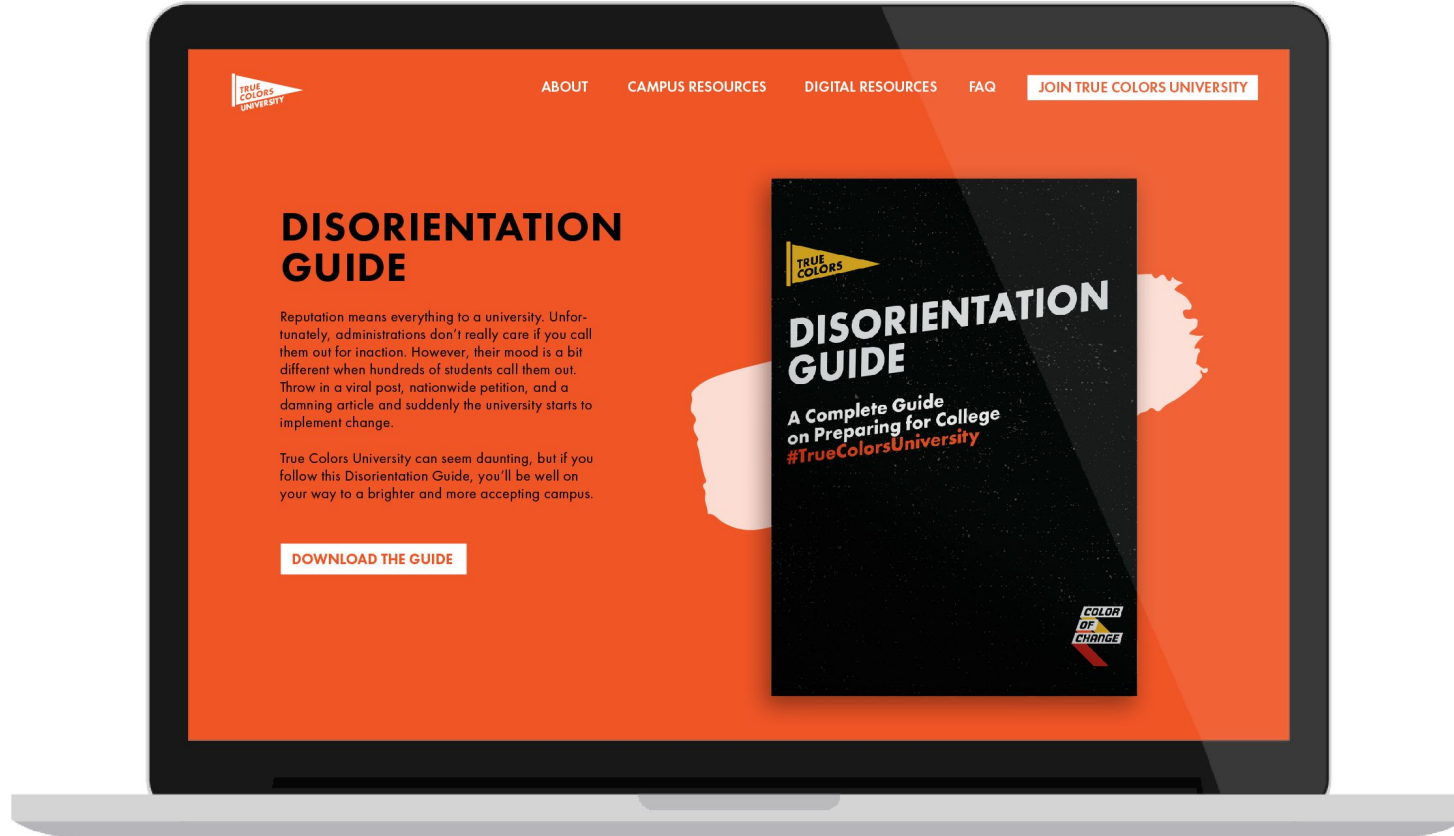 TRUE
COLORS
UNIVERSITY
ABOUT
CAMPUS RESOURCES
DIGITAL RESOURCES
FAQ
JOIN TRUE COLORS UNIVERSITY
DISORIENTATION
GUIDE
Reputation means everything to a university. Unfor-
tunately, administrations don't really care if you call
them out for inaction. However, their mood is a bit
different when hundreds of students call them out.
Throw in a viral post, nationwide petition, and a
damning article and suddenly the university starts to
implement change.
True Colors University can seem daunting, but if you
follow this Disorientation Guide, you'll be well on
your way to a brighter and more accepting campus.
DOWNLOAD THE GUIDE
TRUE
COLORS
DISORIENTATION
GUIDE
A Complete Guide
on Preparing for College
#TrueColorsUniversity
COLOR
OF
CHANGE